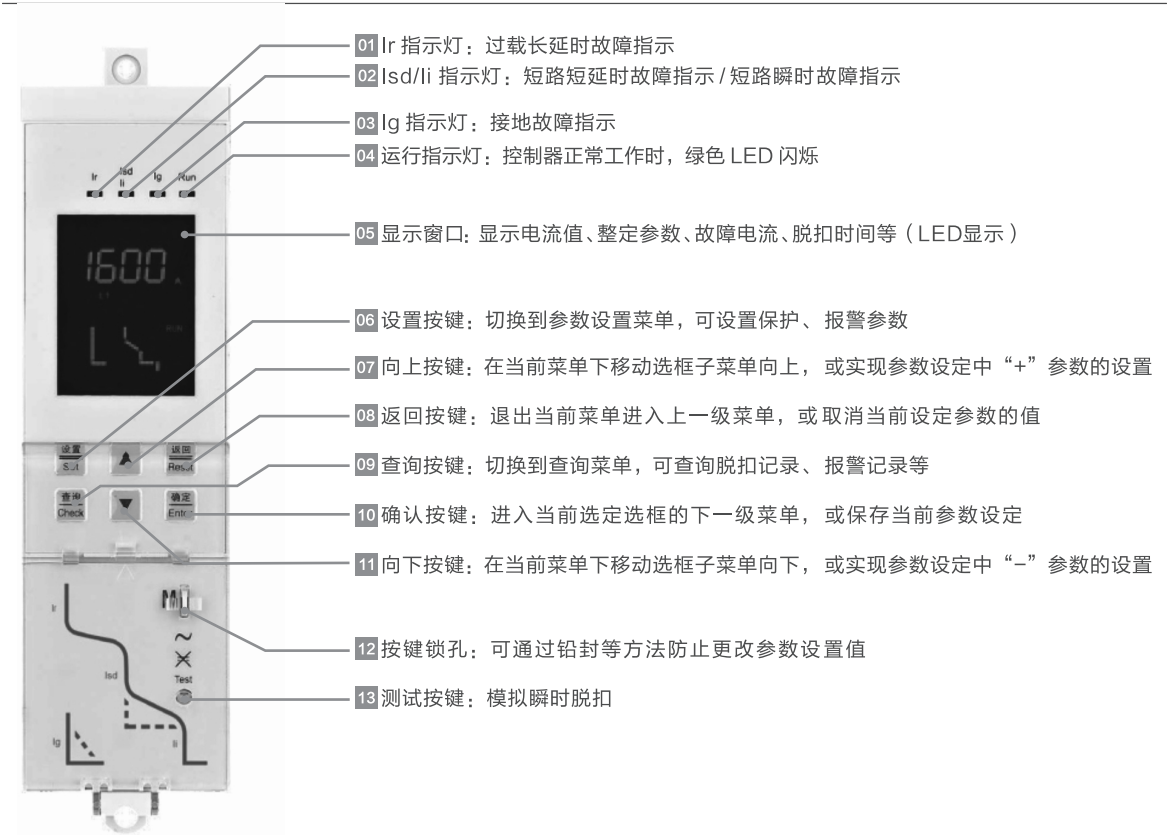 01 Ir 指示灯：过载长延时故障指示
02 Isd/Ii 指示灯：短路短延时故障指示 / 短路瞬时故障指示
03 Ig 指示灯：接地故障指示
04 运行指示灯：控制器正常工作时，绿色 LED 闪烁
Ir Isd Ig Run
Ii
05 显示窗口：显示电流值、整定参数、故障电流、脱扣时间等（LED显示）
1600 A
L1
RUN
06 设置按键：切换到参数设置菜单，可设置保护、报警参数
07 向上按键：在当前菜单下移动选框子菜单向上，或实现参数设定中“+”参数的设置
08 返回按键：退出当前菜单进入上一级菜单，或取消当前设定参数的值
设置 返回
Set Reset
09 查询按键：切换到查询菜单，可查询脱扣记录、报警记录等
查询 确定
Check Enter
10 确认按键：进入当前选定选框的下一级菜单，或保存当前参数设定
11 向下按键：在当前菜单下移动选框子菜单向下，或实现参数设定中“−”参数的设置
Ir
12 按键锁孔：可通过铅封等方法防止更改参数设置值
Isd Test
13 测试按键：模拟瞬时脱扣
Ig Ii